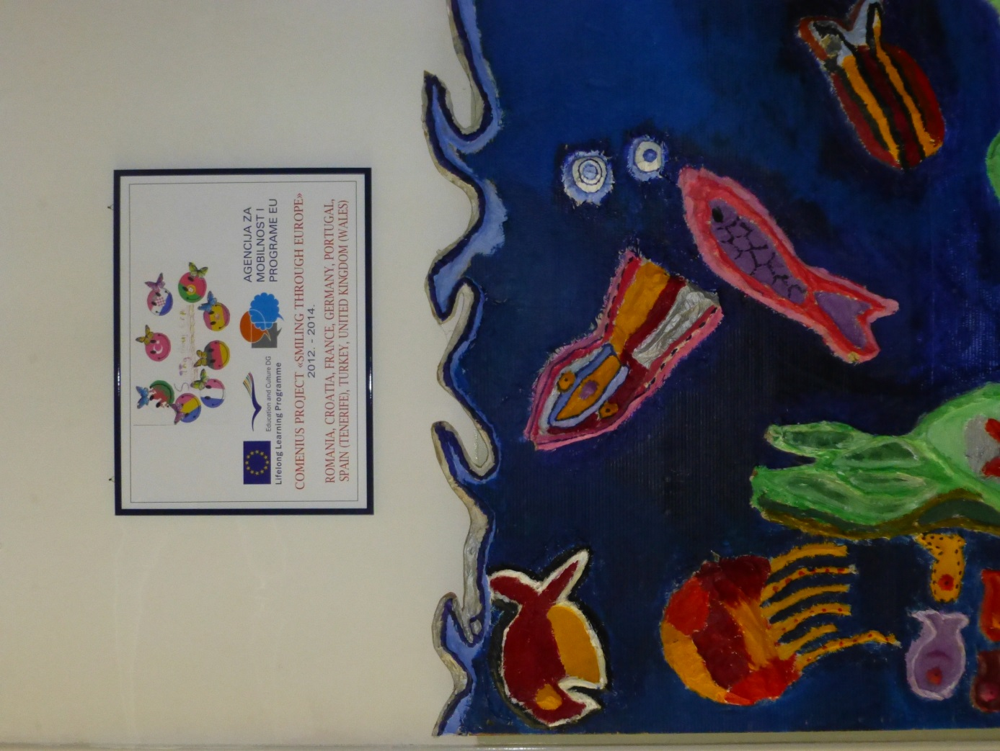 Education and Culture DG
Lifelong Learning Programme
AGENCIJA ZA
MOBILNOST I
PROGRAME EU
COMENIUS PROJECT «SMILING THROUGH EUROPE»
2012. - 2014.
ROMANIA, CROATIA, FRANCE, GERMANY, PORTUGAL,
SPAIN (TENERIFE), TURKEY, UNITED KINGDOM (WALES)